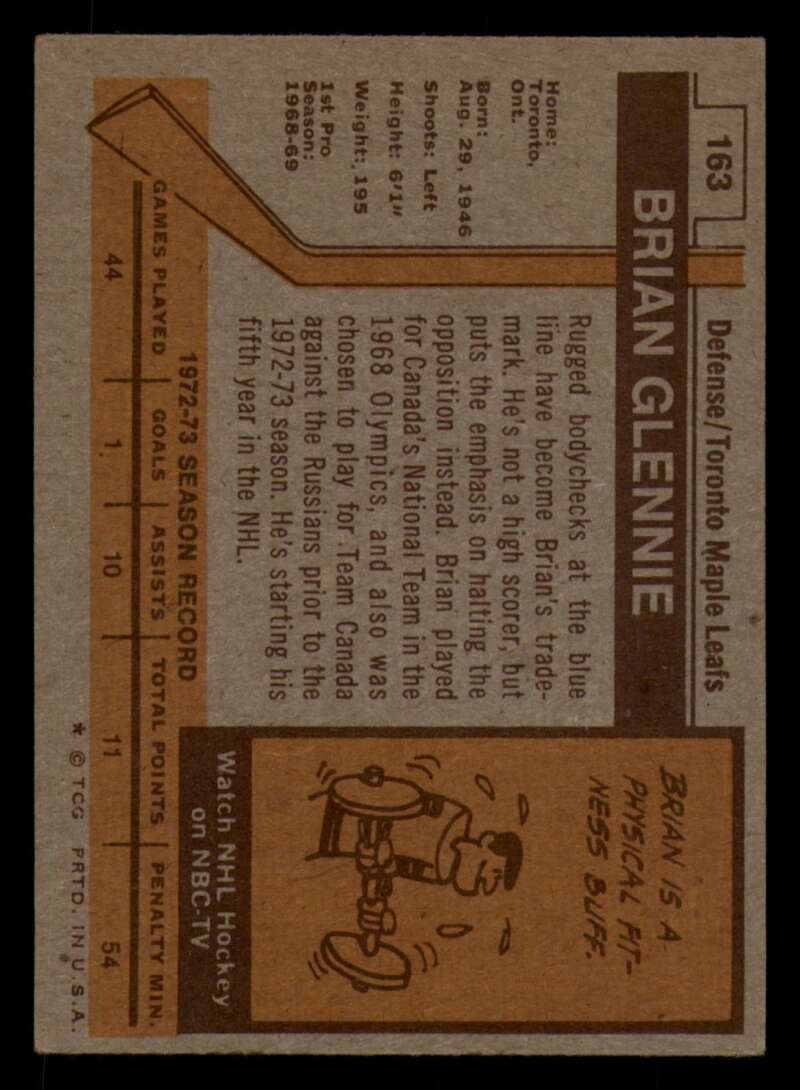 163
Defense/Toronto Maple Leafs
BRIAN GLENNIE
Home:
Toronto,
Ont.
Born:
Aug. 29, 1946
Shoots: Left
Height: 6'1"
Weight: 195
1st Pro
Season:
1968-69
Rugged bodychecks at the blue
line have become Brian's trade-
mark. He's not a high scorer, but
puts the emphasis on halting the
opposition instead. Brian played
for Canada's National Team in the
1968 Olympics, and also was
chosen to play for Team Canada
against the Russians prior to the
1972-73 season. He's starting his
fifth year in the NHL.
BRIAN IS A
PHYSICAL FIT-
NESS BUFF.
Watch NHL Hockey
on NBC-TV
1972-73 SEASON RECORD
GAMES PLAYED GOALS ASSISTS TOTAL POINTS PENALTY MIN.
44 1 10 11 54
* © TCG PRTD. IN U.S.A.